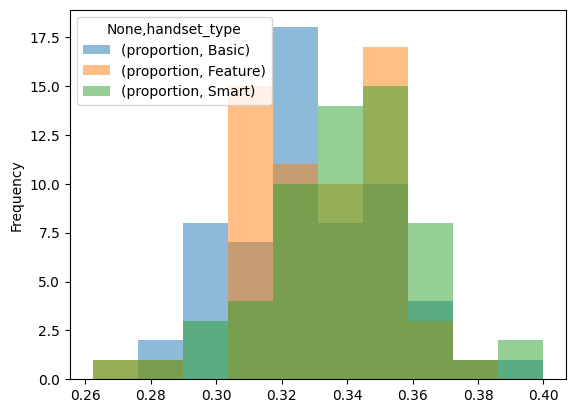 None,handset_type
(proportion, Basic)
(proportion, Feature)
(proportion, Smart)
Frequency
17.5
15.0
12.5
10.0
7.5
5.0
2.5
0.0
0.26 0.28 0.30 0.32 0.34 0.36 0.38 0.40